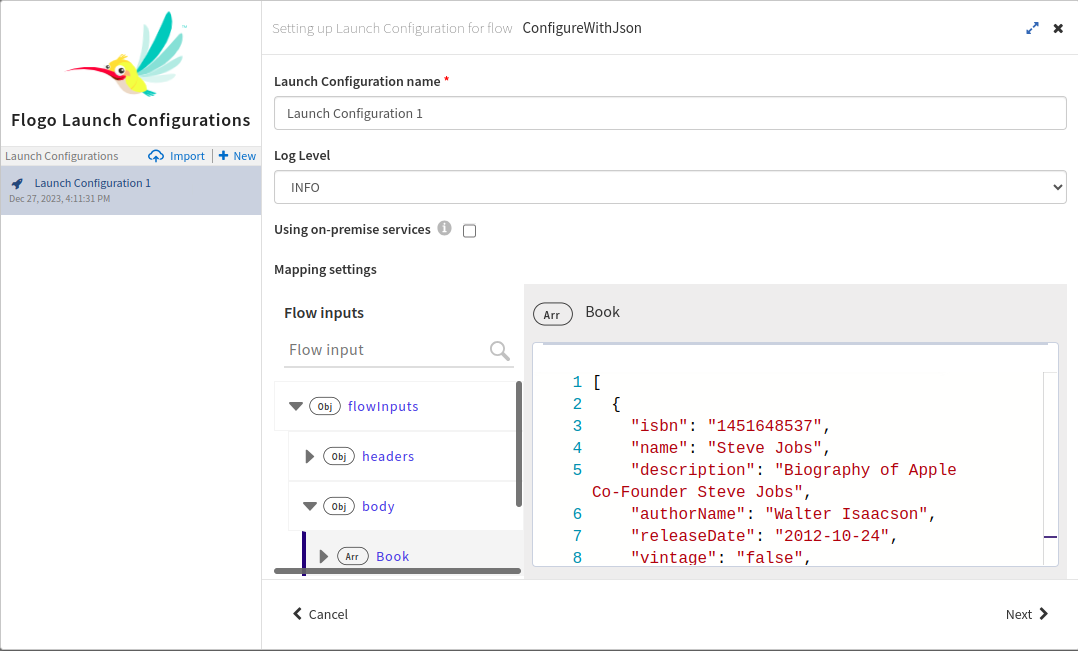 Setting up Launch Configuration for flow ConfigureWithJson
Flogo Launch Configurations
Launch Configurations Import New
Launch Configuration 1
Dec 27, 2023, 4:11:31 PM
Launch Configuration name *
Launch Configuration 1
Log Level
INFO
Using on-premise services
Mapping settings
Flow inputs
Flow input
Obj flowInputs
Obj headers
Obj body
Arr Book
Arr Book
1 [
2 {
3 "isbn": "1451648537",
4 "name": "Steve Jobs",
5 "description": "Biography of Apple
Co-Founder Steve Jobs",
6 "authorName": "Walter Isaacson",
7 "releaseDate": "2012-10-24",
8 "vintage": "false",
Cancel
Next